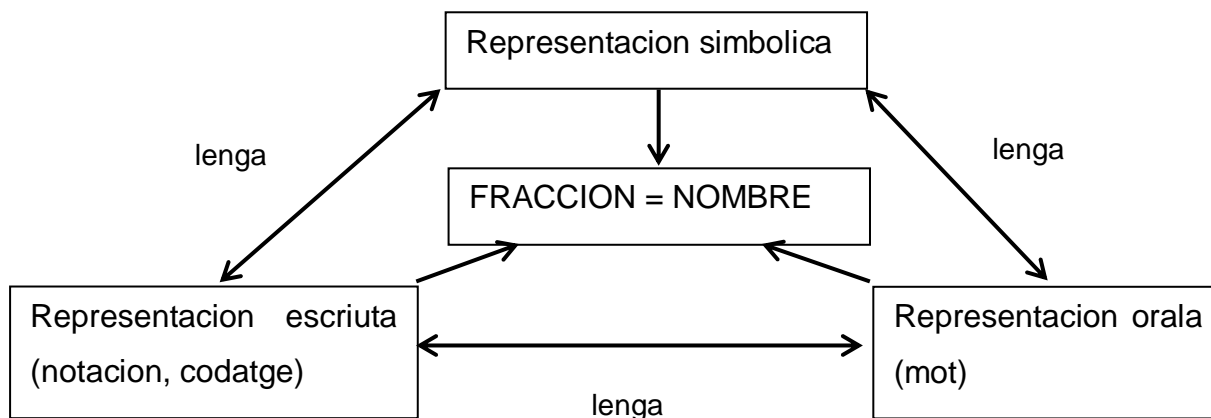 Representacion simbolica
lenga
lenga
FRACCION = NOMBRE
Representacion escriuta
(notacion, codatge)
Representacion orala
(mot)
lenga